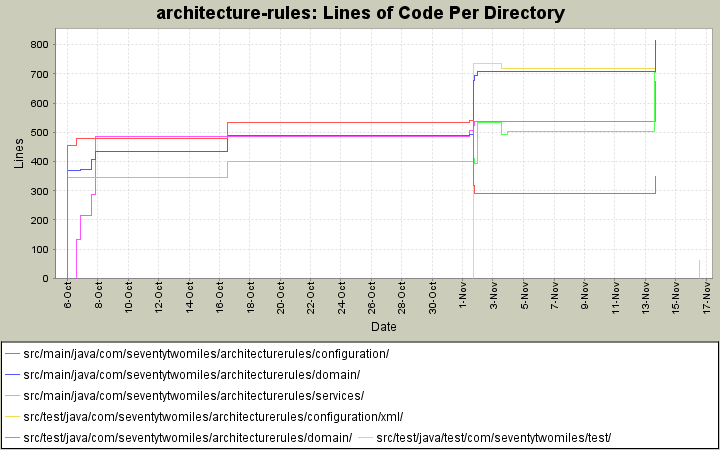 architecture-rules: Lines of Code Per Directory
Lines
800
700
600
500
400
300
200
100
0
6-Oct 8-Oct 10-Oct 12-Oct 14-Oct 16-Oct 18-Oct 20-Oct 22-Oct 24-Oct 26-Oct 28-Oct 30-Oct 1-Nov 3-Nov 5-Nov 7-Nov 9-Nov 11-Nov 13-Nov 15-Nov 17-Nov
Date
src/main/java/com/seventytwomiles/architecturerules/configuration/
src/main/java/com/seventytwomiles/architecturerules/domain/
src/main/java/com/seventytwomiles/architecturerules/services/
src/test/java/com/seventytwomiles/architecturerules/configuration/xml/
src/test/java/com/seventytwomiles/architecturerules/domain/ src/test/java/test/com/seventytwomiles/test/